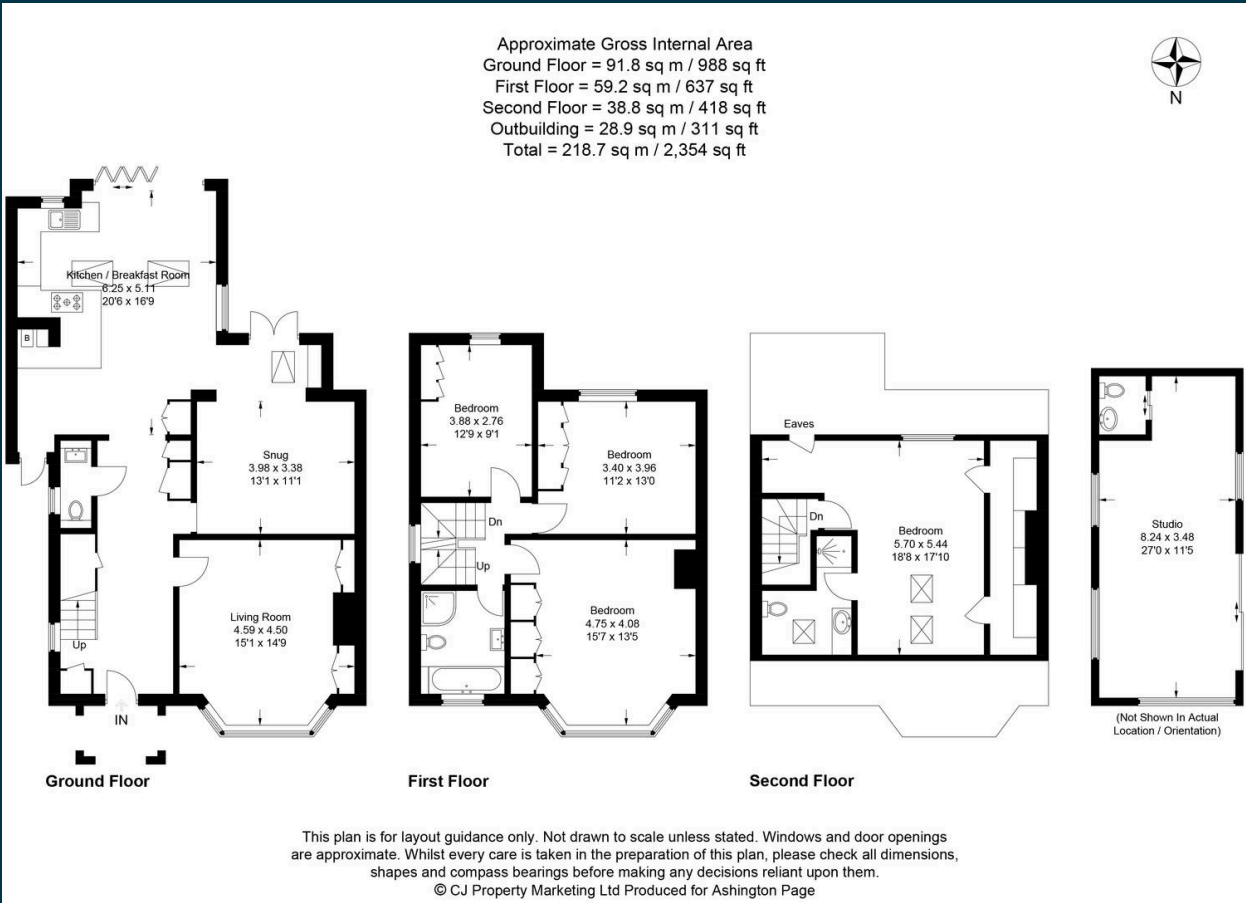 Approximate Gross Internal Area
Ground Floor = 91.8 sq m / 988 sq ft
First Floor = 59.2 sq m / 637 sq ft
Second Floor = 38.8 sq m / 418 sq ft
Outbuilding = 28.9 sq m / 311 sq ft
Total = 218.7 sq m / 2,354 sq ft
N
Kitchen / Breakfast Room
6.25 x 5.11
20'6 x 16'9
B
Snug
3.98 x 3.38
13'1 x 11'1
Living Room
4.59 x 4.50
15'1 x 14'9
Up
IN
Ground Floor
Bedroom
3.88 x 2.76
12'9 x 9'1
Bedroom
3.40 x 3.96
11'2 x 13'0
Dn
Up
Bedroom
4.75 x 4.08
15'7 x 13'5
First Floor
Eaves
Dn
Bedroom
5.70 x 5.44
18'8 x 17'10
Second Floor
Studio
8.24 x 3.48
27'0 x 11'5
(Not Shown In Actual
Location / Orientation)
This plan is for layout guidance only. Not drawn to scale unless stated. Windows and door openings
are approximate. Whilst every care is taken in the preparation of this plan, please check all dimensions,
shapes and compass bearings before making any decisions reliant upon them.
© CJ Property Marketing Ltd Produced for Ashington Page